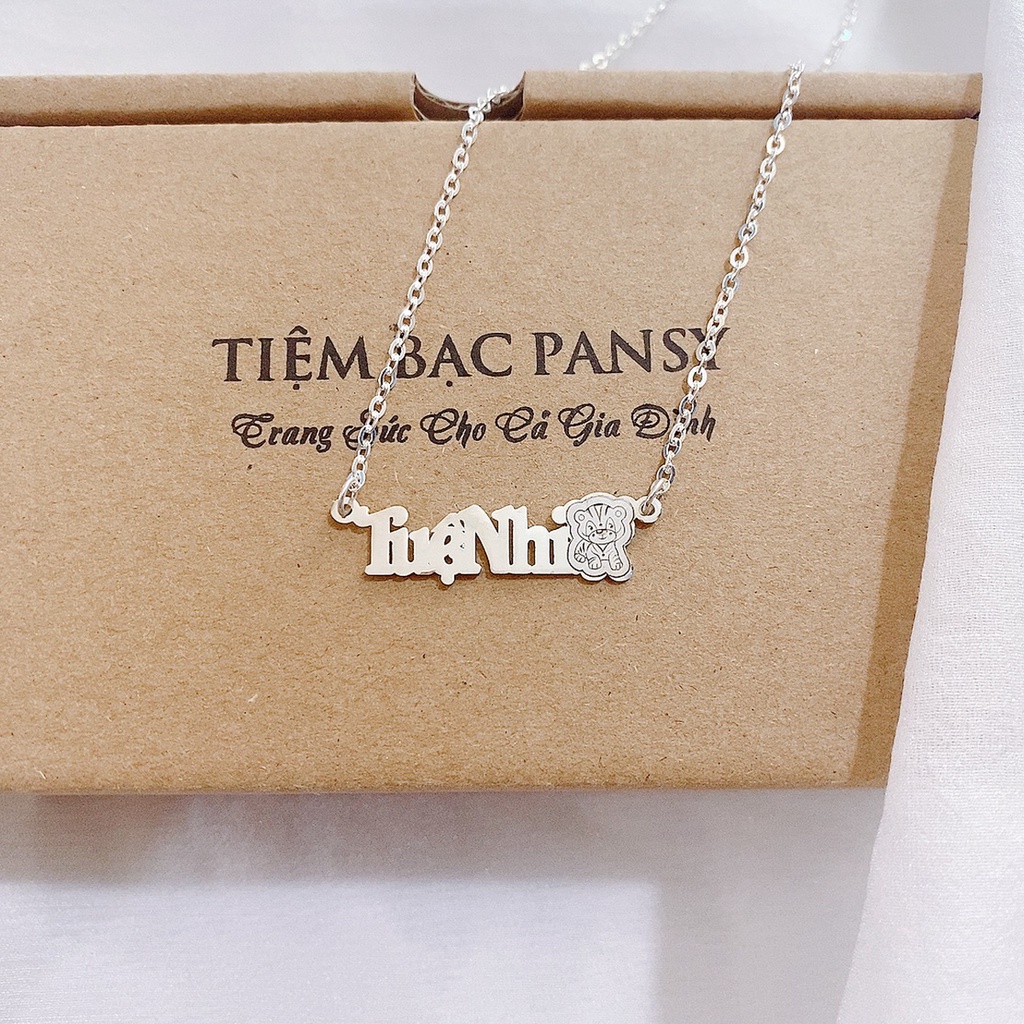 TIỆM BẠC PANSY
Trang Sức Cho Cả Gia Đình
Tuệ Nhi